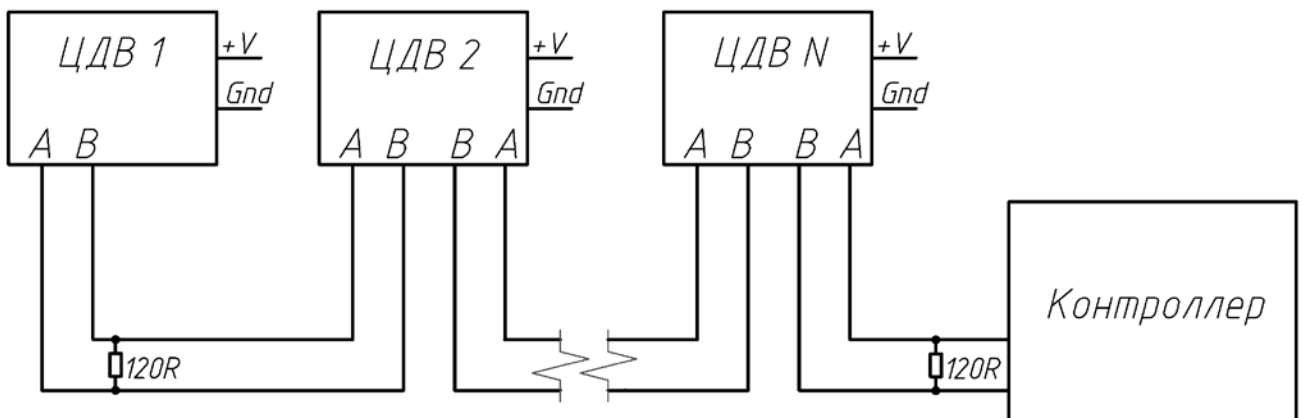 ЦДВ 1
+V
Gnd
A B
ЦДВ 2
+V
Gnd
A B B A
ЦДВ N
+V
Gnd
A B B A
120R
120R
Контроллер